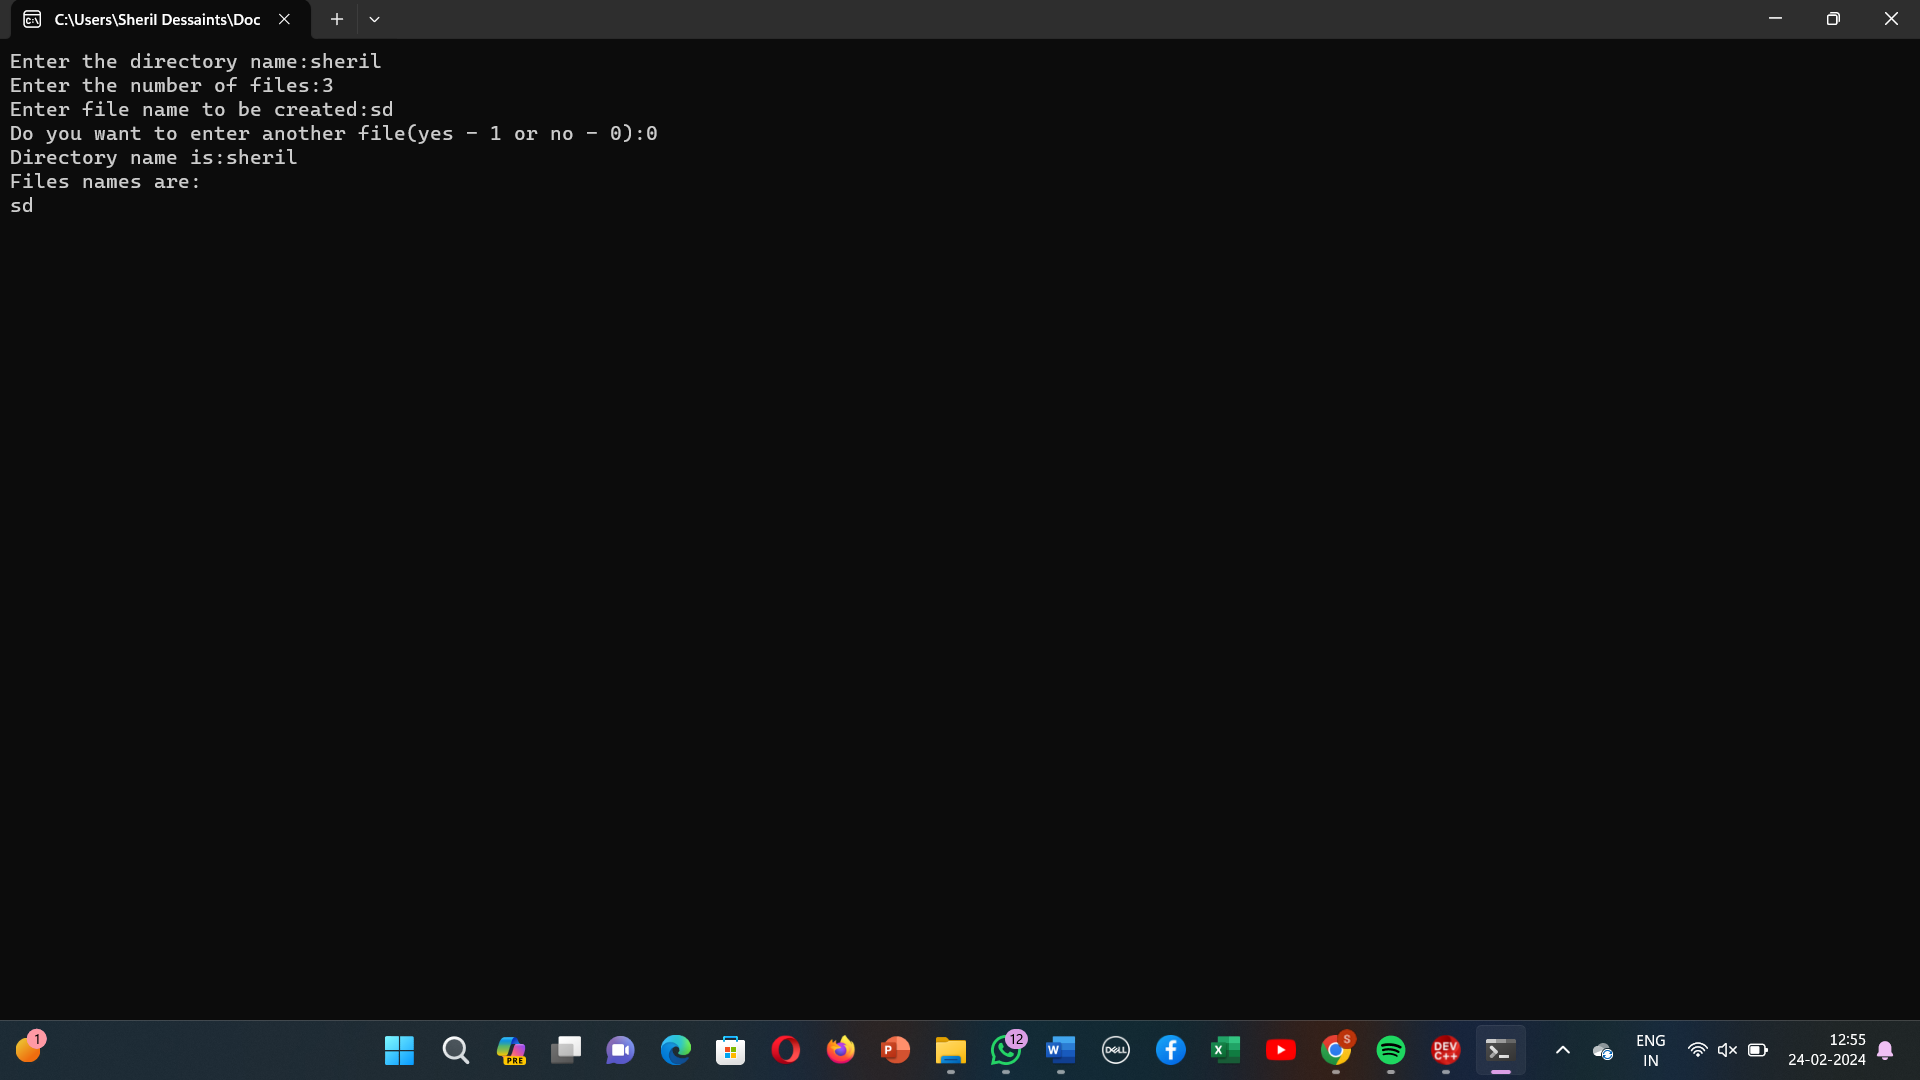 C:\Users\Sheril Dessaints\Doc
Enter the directory name:sheril
Enter the number of files:3
Enter file name to be created:sd
Do you want to enter another file(yes - 1 or no - 0):0
Directory name is:sheril
Files names are:
sd
1
PRE
P
12
W
DELL
X
S
DEV
C++
ENG
IN
12:55
24-02-2024